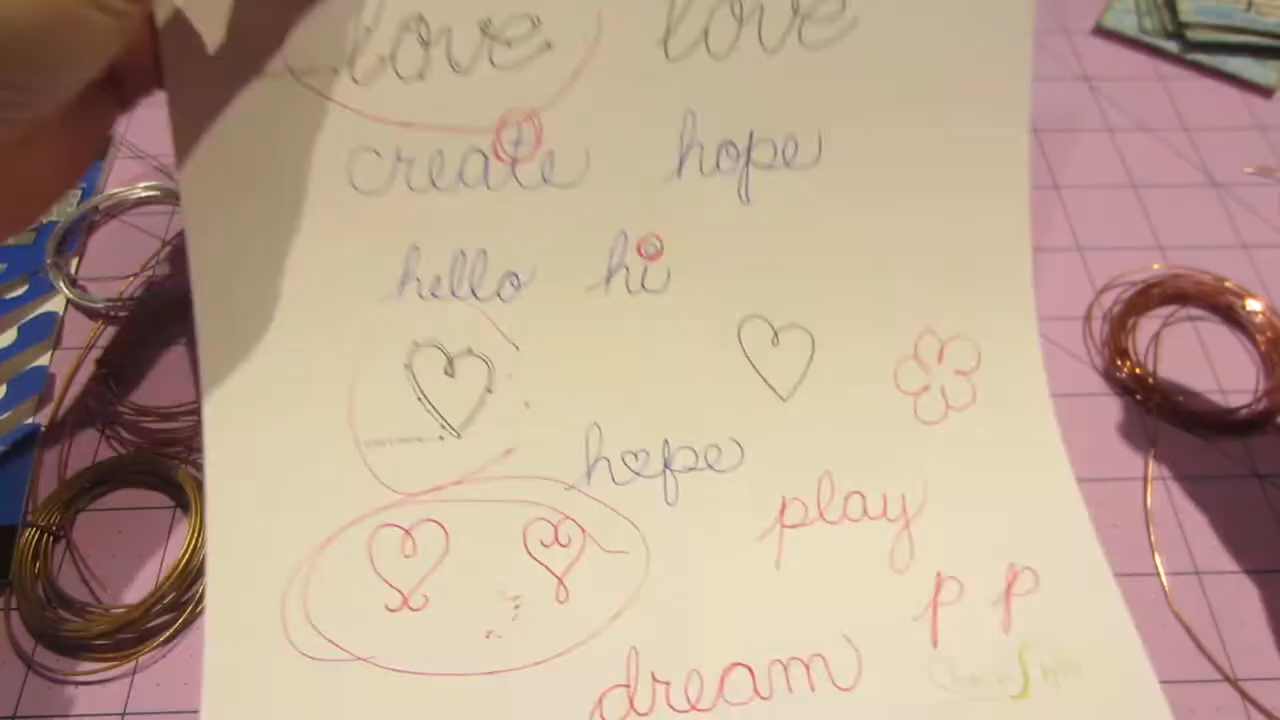 love love
create hope
hello hi
hope
play
p p
dream